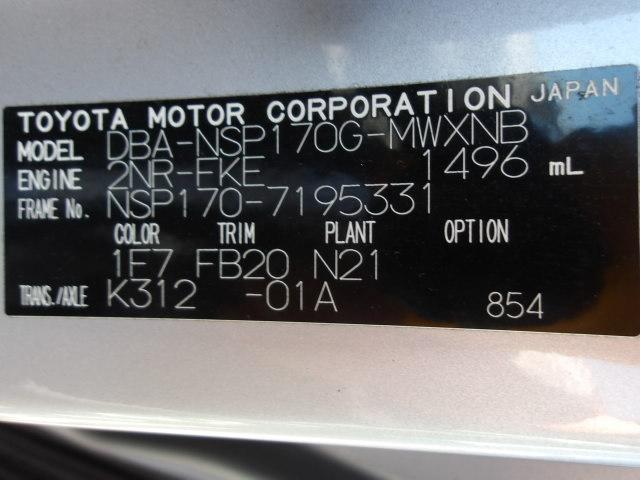 TOYOTA MOTOR CORPORATION JAPAN
MODEL DBA-NSP170G-MWXNB
ENGINE 2NR-FKE 1496 mL
FRAME No. NSP170-7195331
COLOR TRIM PLANT OPTION
1F7 FB20 N21
TRANS./AXLE K312 -01A 854